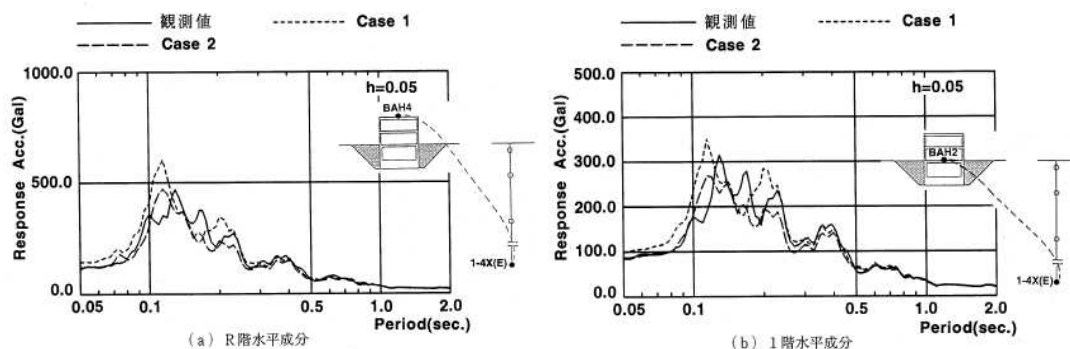 観測値
Case 1
Case 2
1000.0
500.0
0.0
Response Acc.(Gal)
h=0.05
BAH4
1-4X(E)
0.05
0.1
0.5
1.0
2.0
Period(sec.)
(a) R階水平成分
観測値
Case 1
Case 2
500.0
400.0
300.0
200.0
100.0
0.0
Response Acc.(Gal)
h=0.05
BAH2
1-4X(E)
0.05
0.1
0.5
1.0
2.0
Period(sec.)
(b) 1階水平成分